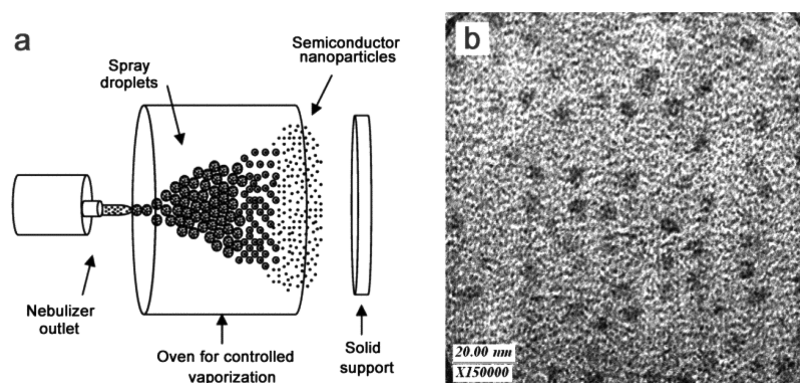 a
Semiconductor
nanoparticles
Spray
droplets
Nebulizer
outlet
Oven for controlled
vaporization
Solid
support
b
20.00 nm
X150000